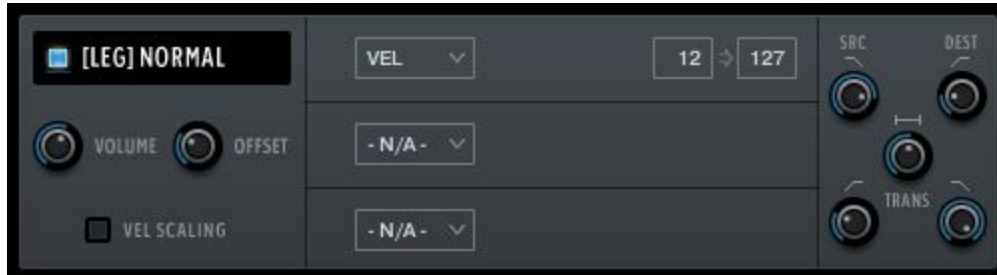 [LEG] NORMAL
VOLUME OFFSET
VEL SCALING
VEL 12 127
- N/A -
- N/A -
SRC DEST
TRANS